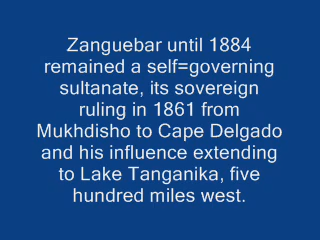 Zanguebar until 1884
remained a self=governing
sultanate, its sovereign
ruling in 1861 from
Mukhdisho to Cape Delgado
and his influence extending
to Lake Tanganika, five
hundred miles west.